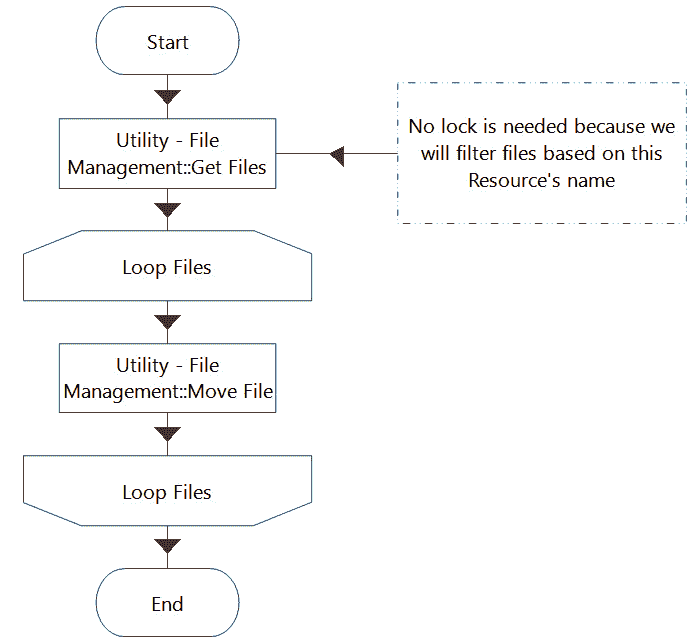 Start
Utility - File
Management::Get Files
No lock is needed because we
will filter files based on this
Resource's name
Loop Files
Utility - File
Management::Move File
Loop Files
End